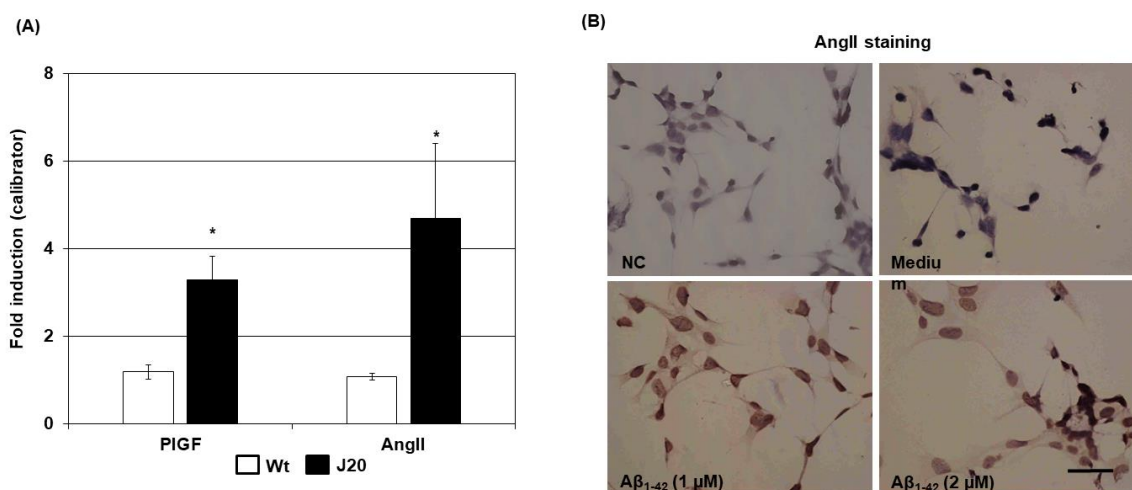 (A)
Fold induction (calibrator)
8
6
4
2
0
*
*
PlGF
AngII
Wt
J20
(B)
AngII staining
NC
Mediu
m
Aβ1-42 (1 µM)
Aβ1-42 (2 µM)